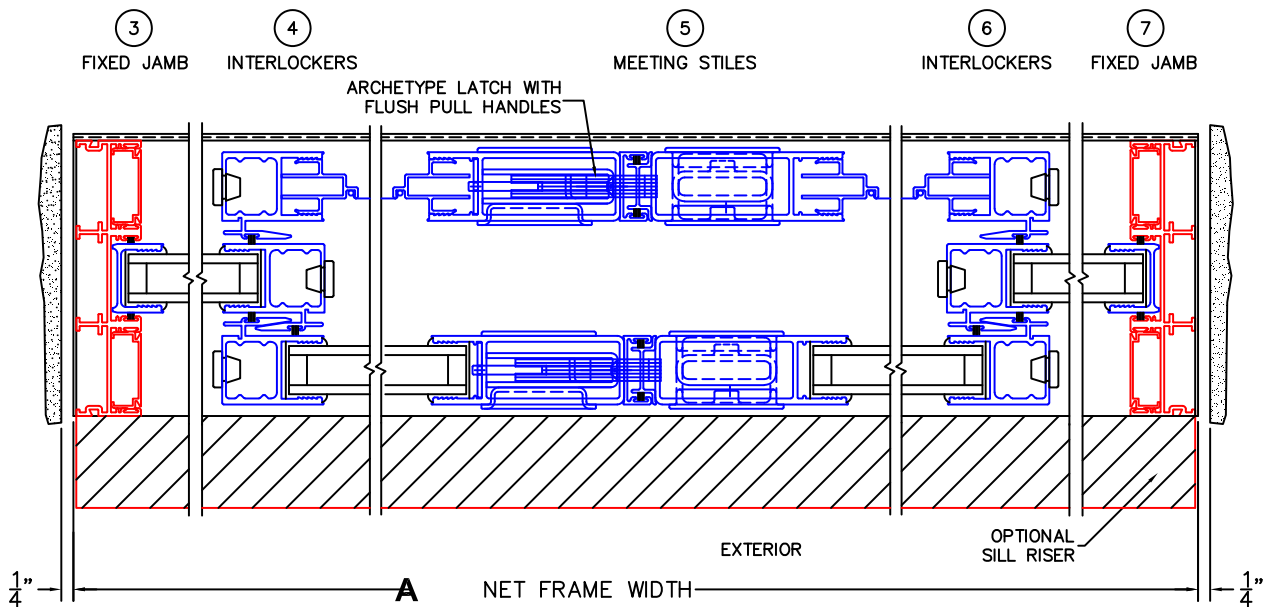 3
4
5
6
7
FIXED JAMB
INTERLOCKERS
MEETING STILES
INTERLOCKERS
FIXED JAMB
ARCHETYPE LATCH WITH
FLUSH PULL HANDLES
EXTERIOR
OPTIONAL
SILL RISER
1/4"
A
NET FRAME WIDTH
1/4"